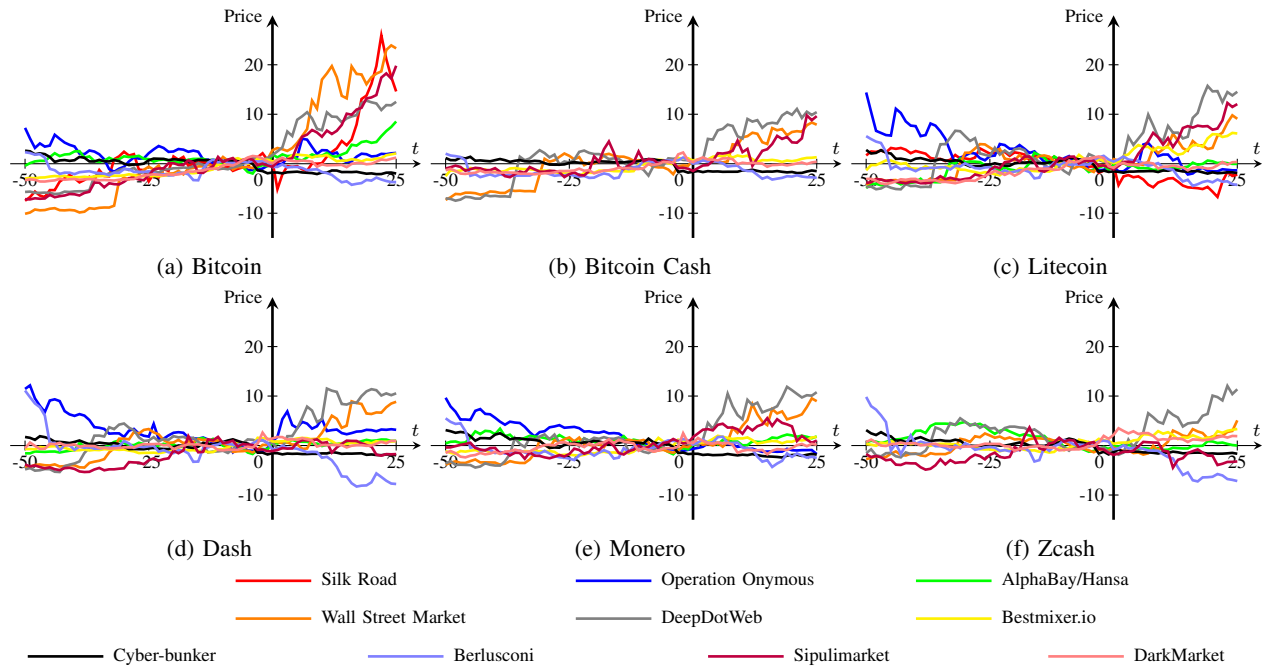 Price Price Price
20 20 20
10 10 10
t t t
-50 -25 0 25 -50 -25 0 25 -50 -25 0 25
-10 -10 -10
(a) Bitcoin (b) Bitcoin Cash (c) Litecoin
Price Price Price
20 20 20
10 10 10
t t t
-50 -25 0 25 -50 -25 0 25 -50 -25 0 25
-10 -10 -10
(d) Dash (e) Monero (f) Zcash
Silk Road Operation Onymous AlphaBay/Hansa
Wall Street Market DeepDotWeb Bestmixer.io
Cyber-bunker Berlusconi Sipulimarket DarkMarket